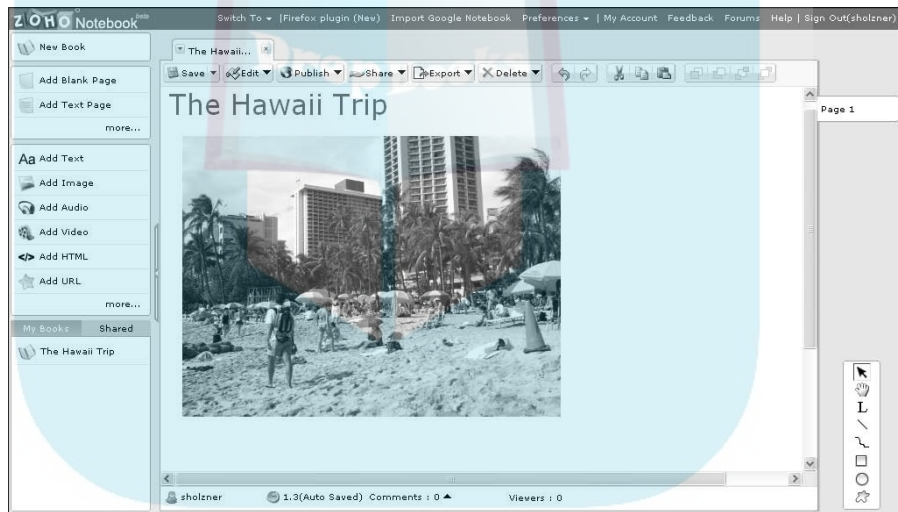 ZOHO Notebook beta
Switch To | Firefox plugin (New) Import Google Notebook Preferences | My Account Feedback Forums Help | Sign Out(sholzner)
New Book
The Hawaii...
Save Edit Publish Share Export Delete
Add Blank Page
Add Text Page
more...
The Hawaii Trip
Page 1
Aa Add Text
Add Image
Add Audio
Add Video
</> Add HTML
Add URL
more...
My Books Shared
The Hawaii Trip
L
sholzner 1.3(Auto Saved) Comments : 0 Viewers : 0